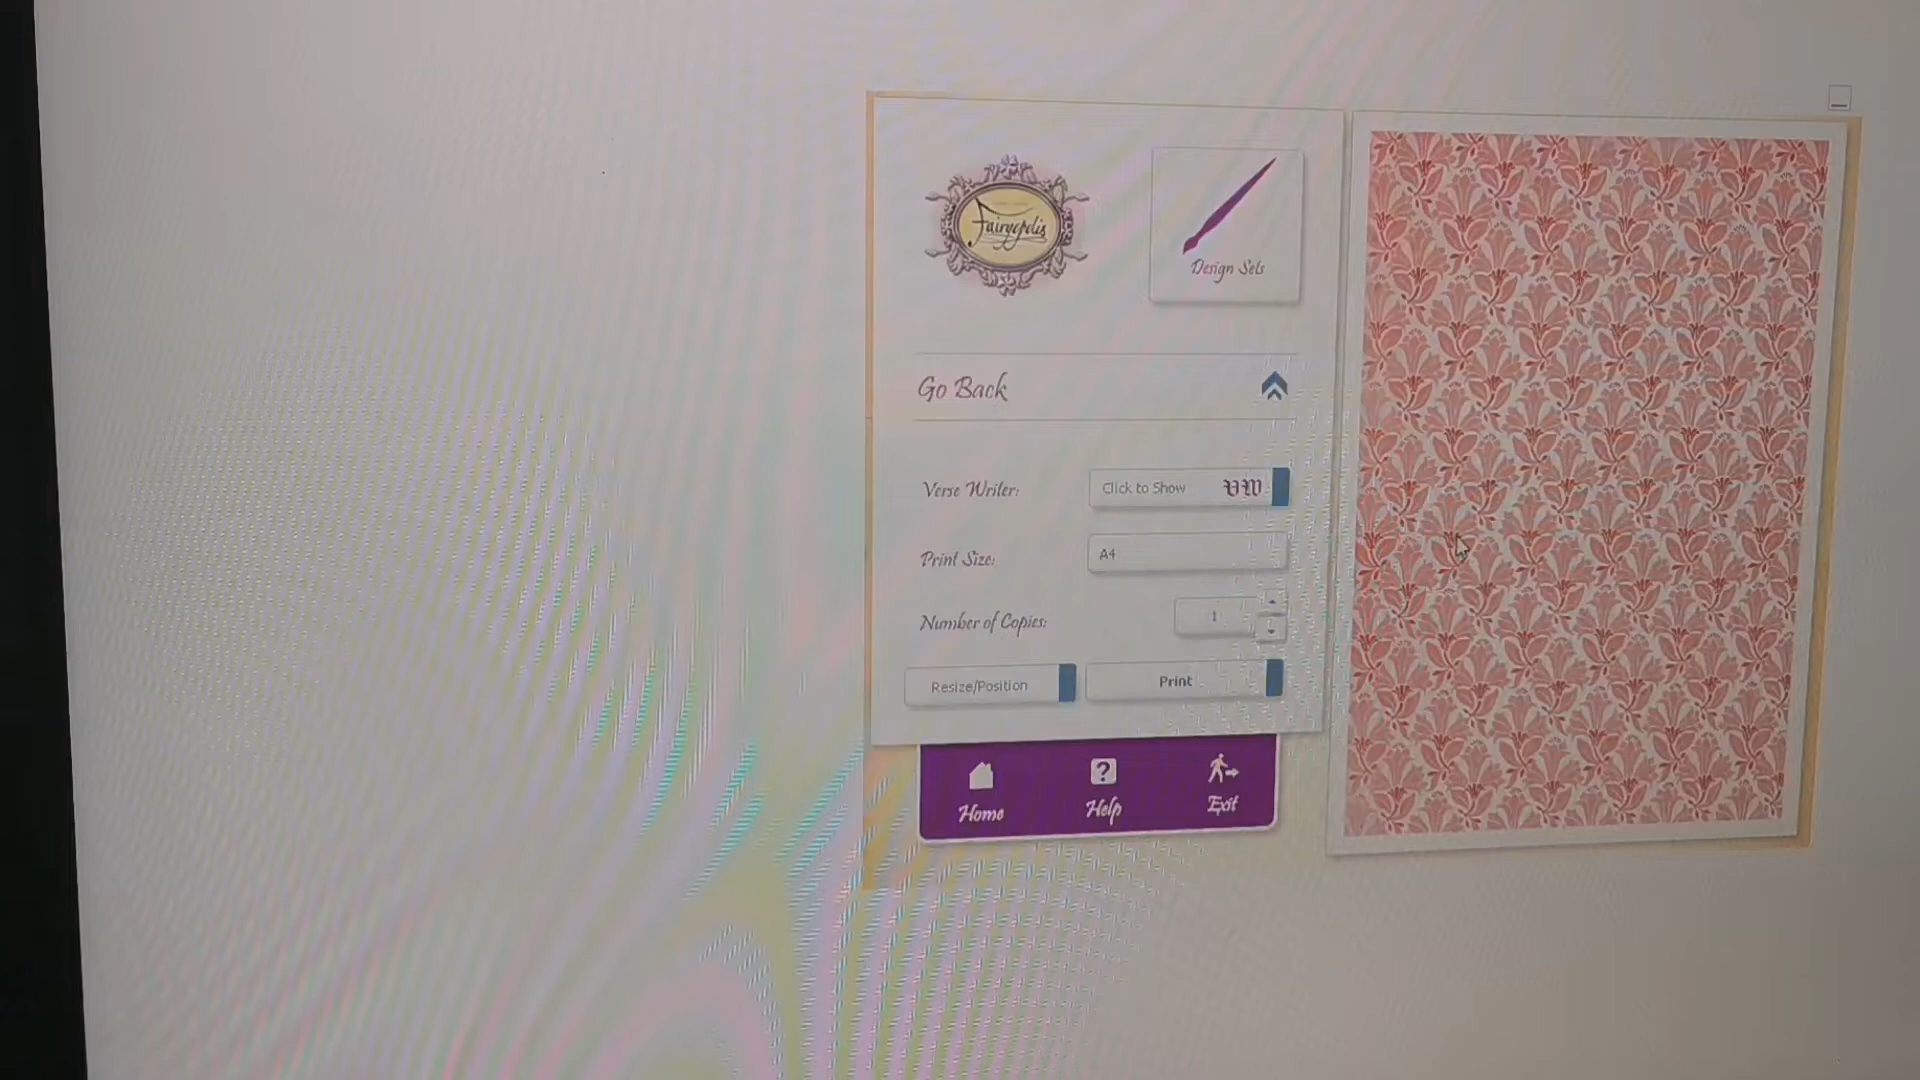 Fairyopolis
Design Sets
Go Back
Verse Writer:
Click to Show VW
Print Size:
A4
Number of Copies:
1
Resize/Position
Print
Home
Help
Exit